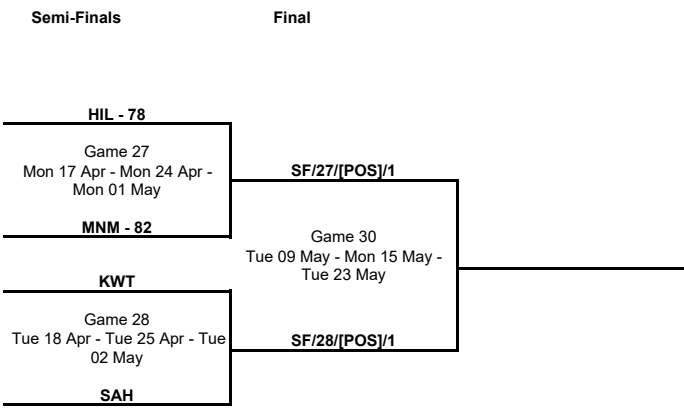 Semi-Finals
Final
HIL - 78
Game 27
Mon 17 Apr - Mon 24 Apr -
Mon 01 May
SF/27/[POS]/1
MNM - 82
Game 30
Tue 09 May - Mon 15 May -
Tue 23 May
KWT
Game 28
Tue 18 Apr - Tue 25 Apr - Tue
02 May
SF/28/[POS]/1
SAH